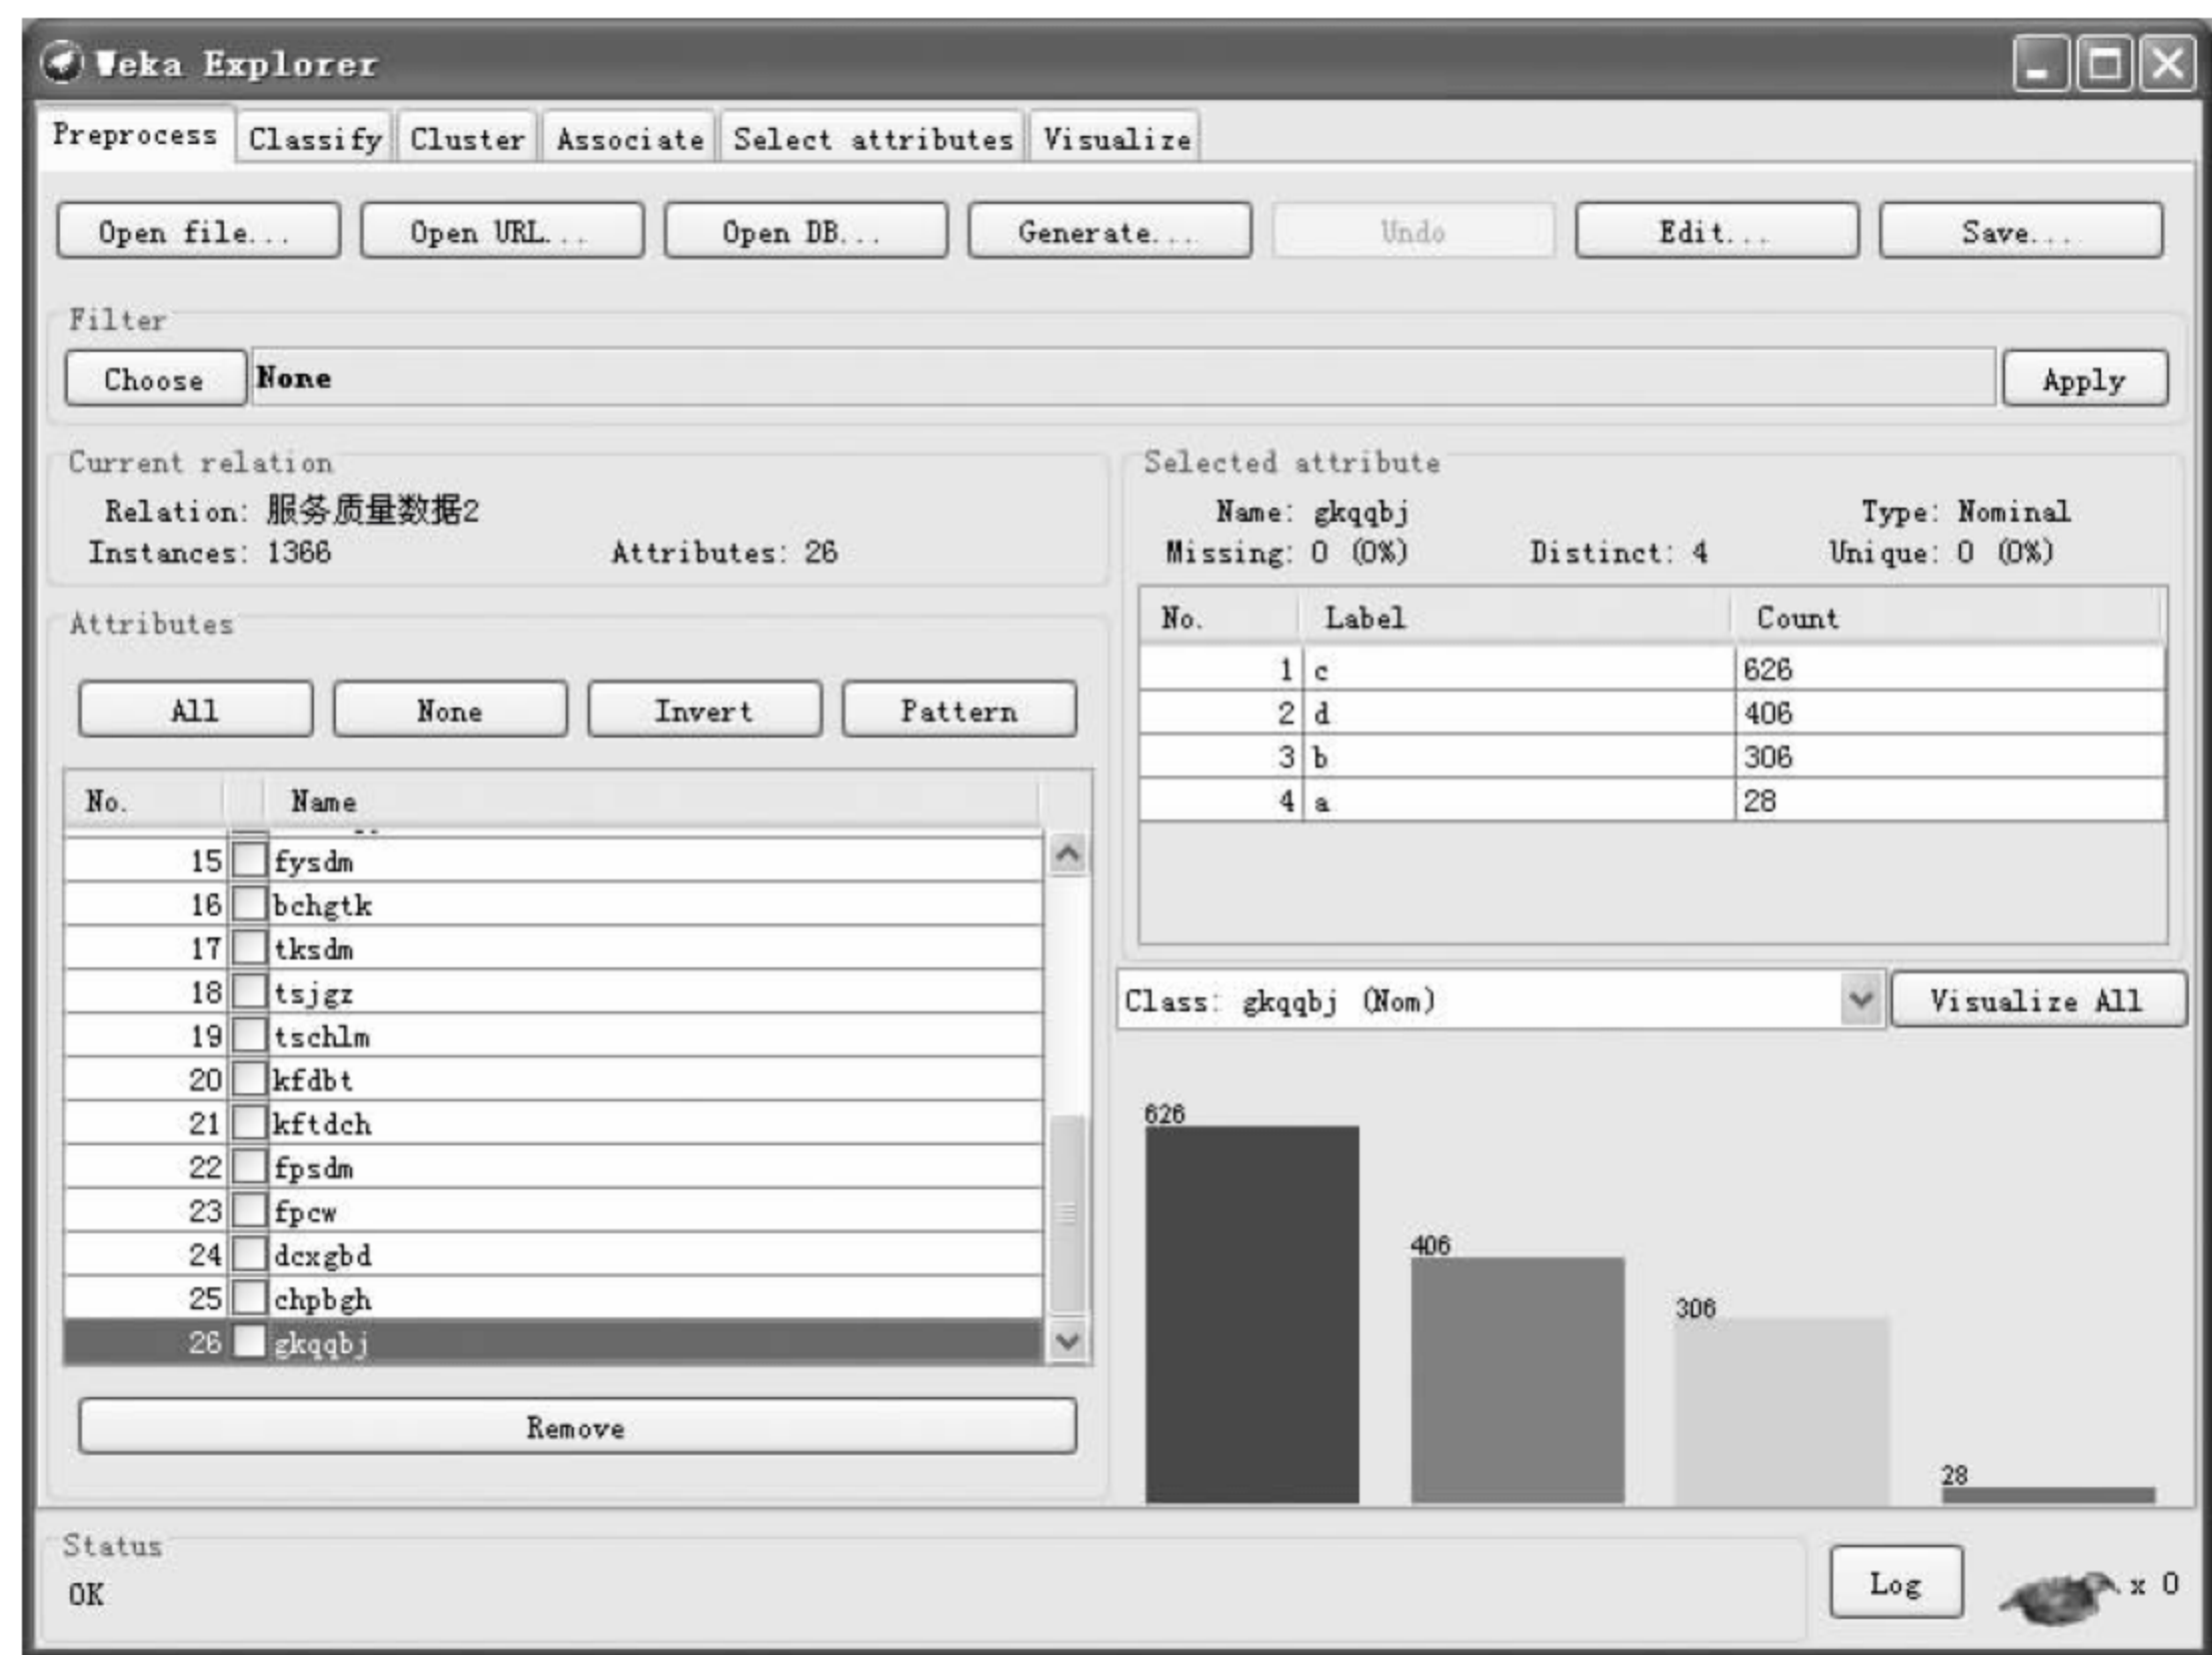 Weka Explorer
Preprocess Classify Cluster Associate Select attributes Visualize
Open file... Open URL... Open DB... Generate... Undo Edit... Save...
Filter
Choose None Apply
Current relation
Relation: 服务质量数据2
Instances: 1366 Attributes: 26
Attributes
All None Invert Pattern
No. Name
15 fysdm
16 bchgtk
17 tksdm
18 tsjgz
19 tschlm
20 kfdbt
21 kftdch
22 fpsdm
23 fpcw
24 dcxgbd
25 chpbgh
26 gkqqbj
Remove
Selected attribute
Name: gkqqbj Type: Nominal
Missing: 0 (0%) Distinct: 4 Unique: 0 (0%)
No. Label Count
1 c 626
2 d 406
3 b 306
4 a 28
Class: gkqqbj (Nom) Visualize All
626
406
306
28
Status
OK
Log x 0